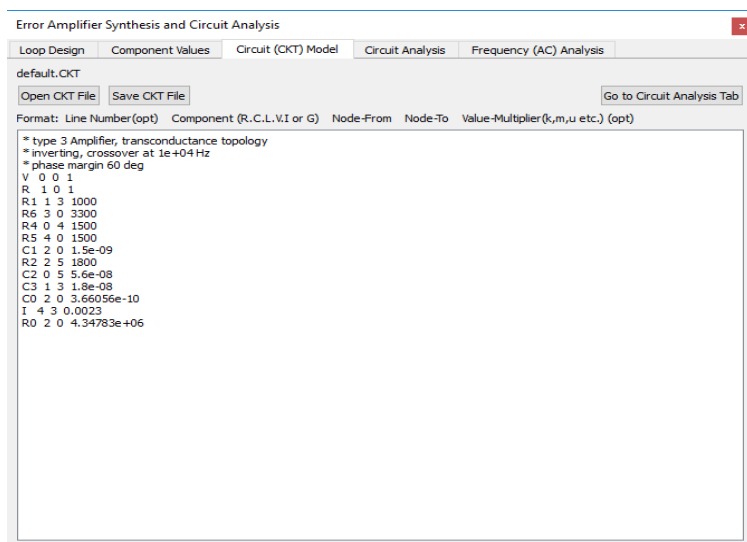 Error Amplifier Synthesis and Circuit Analysis
x
Loop Design Component Values Circuit (CKT) Model Circuit Analysis Frequency (AC) Analysis
default.CKT
Open CKT File Save CKT File Go to Circuit Analysis Tab
Format: Line Number(opt) Component (R.C.L.V.I or G) Node-From Node-To Value-Multiplier(k,m,u etc.) (opt)
* type 3 Amplifier, transconductance topology
* inverting, crossover at 1e+04 Hz
* phase margin 60 deg
V 0 0 1
R 1 0 1
R1 1 3 1000
R6 3 0 3300
R4 0 4 1500
R5 4 0 1500
C1 2 0 1.5e-09
R2 2 5 1800
C2 0 5 5.6e-08
C3 1 3 1.8e-08
C0 2 0 3.66056e-10
I 4 3 0.0023
R0 2 0 4.34783e+06